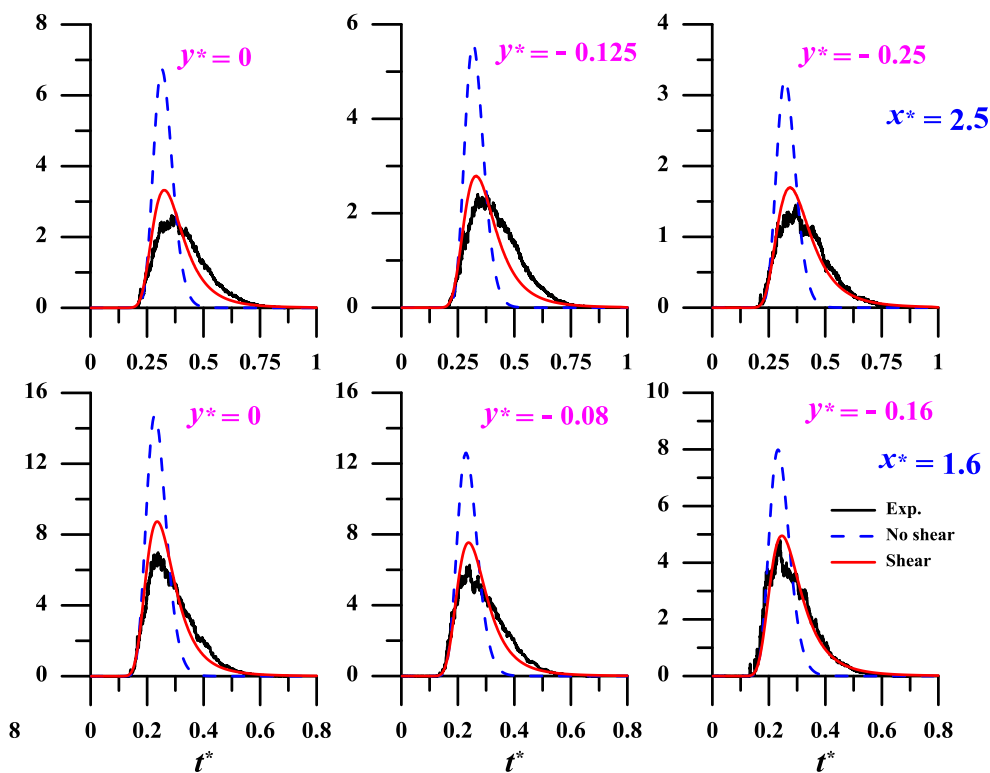 8
6
4
2
0
y* = 0
0 0.25 0.5 0.75 1
6
4
2
0
y* = - 0.125
0 0.25 0.5 0.75 1
4
3
2
1
0
y* = - 0.25
x* = 2.5
0 0.25 0.5 0.75 1
16
12
8
4
0
y* = 0
0 0.2 0.4 0.6 0.8
t*
16
12
8
4
0
y* = - 0.08
0 0.2 0.4 0.6 0.8
t*
10
8
6
4
2
0
y* = - 0.16
x* = 1.6
Exp.
No shear
Shear
0 0.2 0.4 0.6 0.8
t*
8